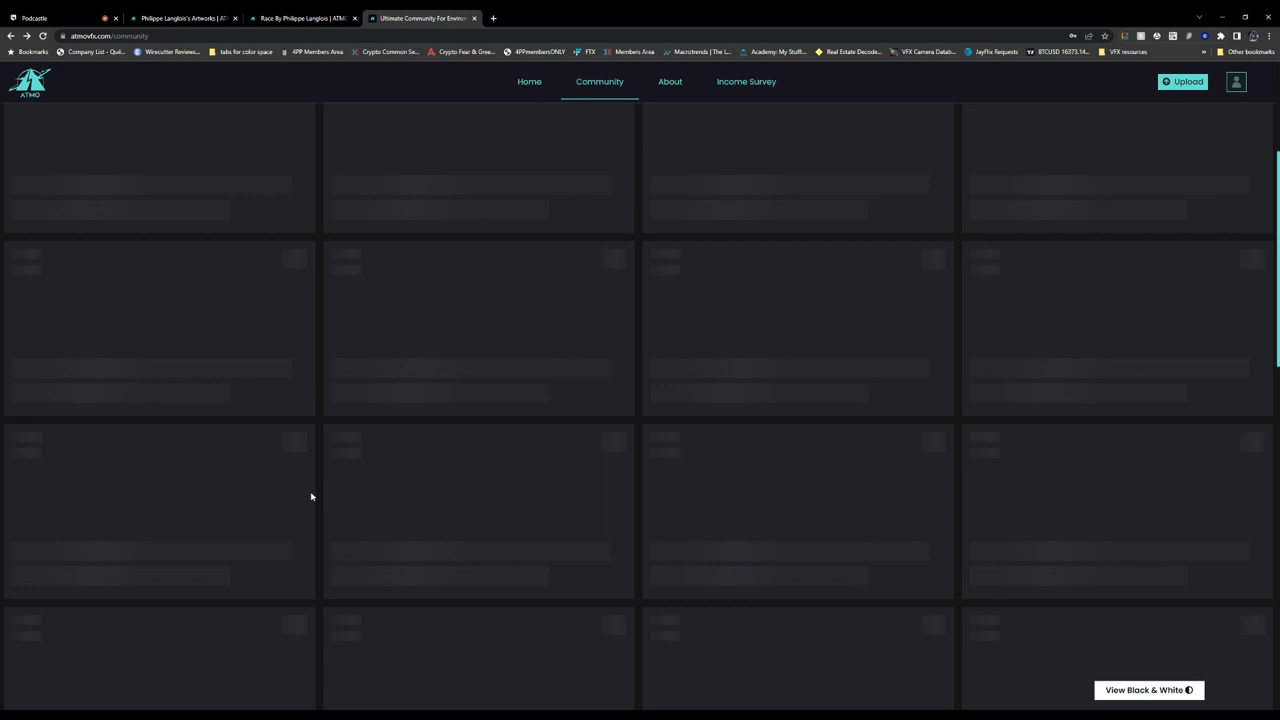 Podcastle
Philippe Langlois's Artworks | AT
Race By Philippe Langlois | ATMO
Ultimate Community For Environ
atmovfx.com/community
Bookmarks
Company List - Qué...
Wirecutter Reviews...
tabs for color space
4PP Members Area
Crypto Common Se...
Crypto Fear & Gree...
4PPmembersONLY
FTX
Members Area
Macrotrends | The L...
Academy: My Stuff:...
Real Estate Decode...
VFX Camera Datab...
JayFlix Requests
BTCUSD 16373.14...
VFX resources
»
Other bookmarks
ATMO
Home
Community
About
Income Survey
Upload
View Black & White